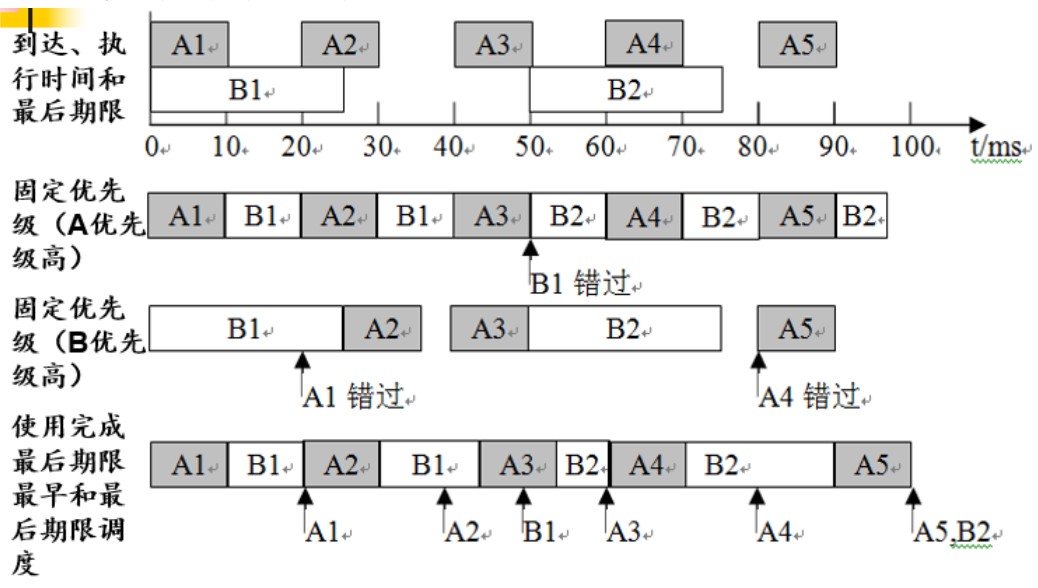 到达、执
行时间和
最后期限
A1 A2 A3 A4 A5
B1 B2
0 10 20 30 40 50 60 70 80 90 100 t/ms
固定优先
级（A优先
级高）
A1 B1 A2 B1 A3 B2 A4 B2 A5 B2
B1 错过
固定优先
级（B优先
级高）
B1 A2 A3 B2 A5
A1 错过 A4 错过
使用完成
最后期限
最早和最
后期限调
度
A1 B1 A2 B1 A3 B2 A4 B2 A5
A1 A2 B1 A3 A4 A5,B2